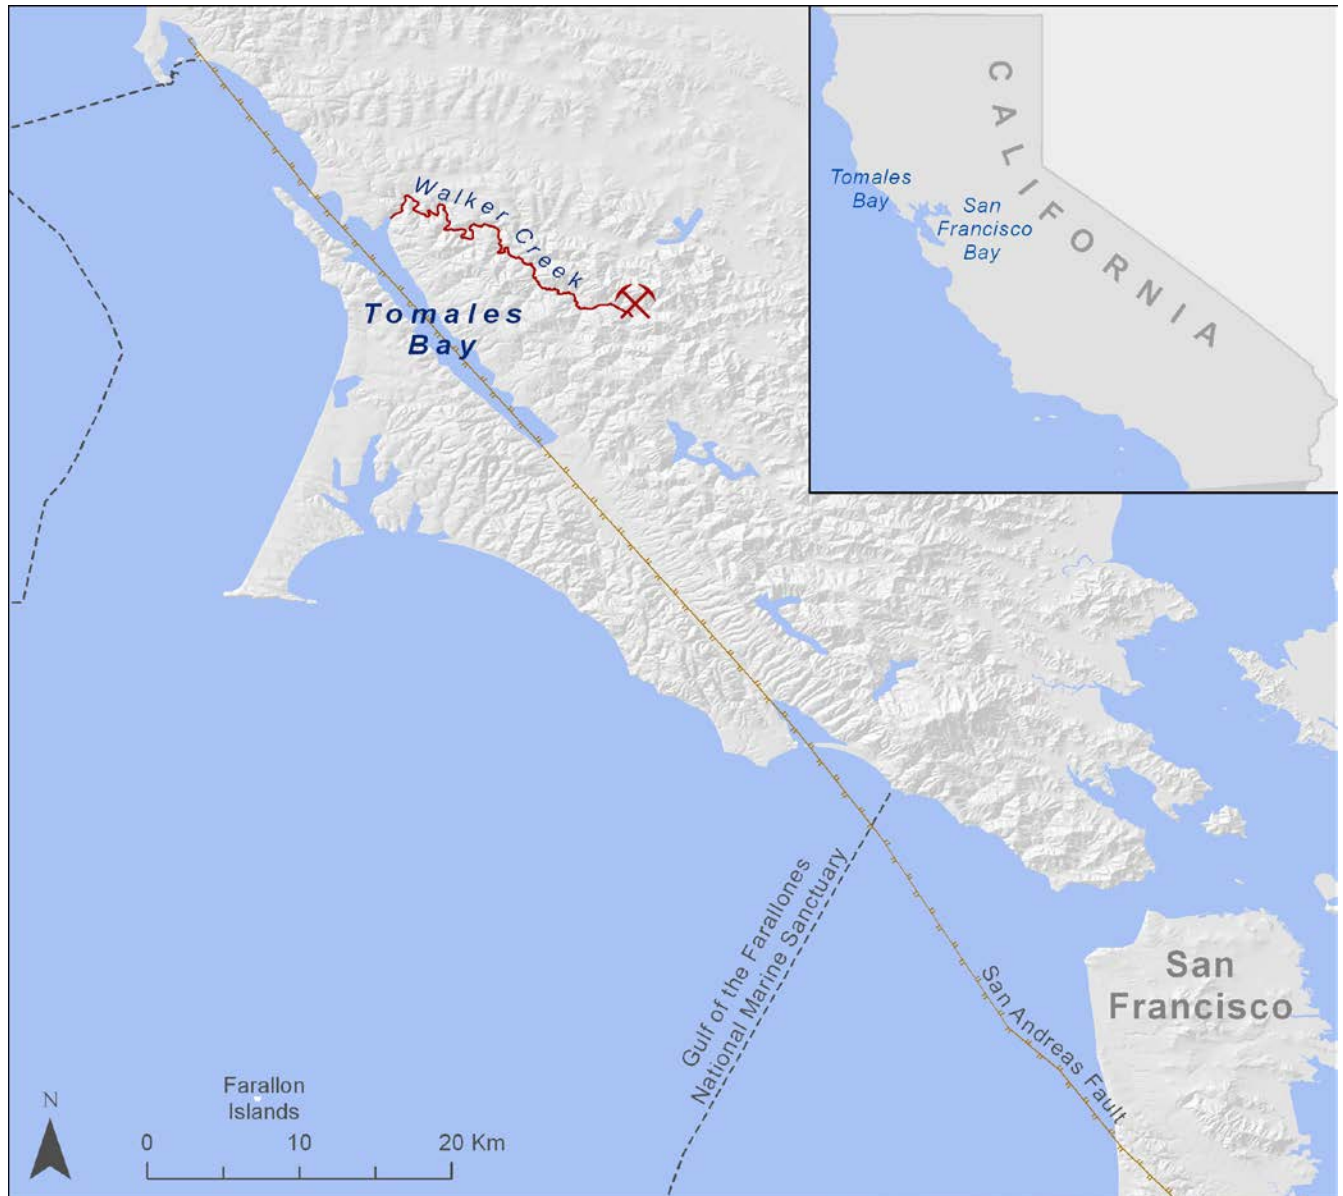 CALIFORNIA
Tomales
Bay
San
Francisco
Bay
Walker Creek
Tomales
Bay
Gulf of the Farallones
National Marine Sanctuary
San Andreas Fault
San
Francisco
Farallon
Islands
N
0 10 20 Km